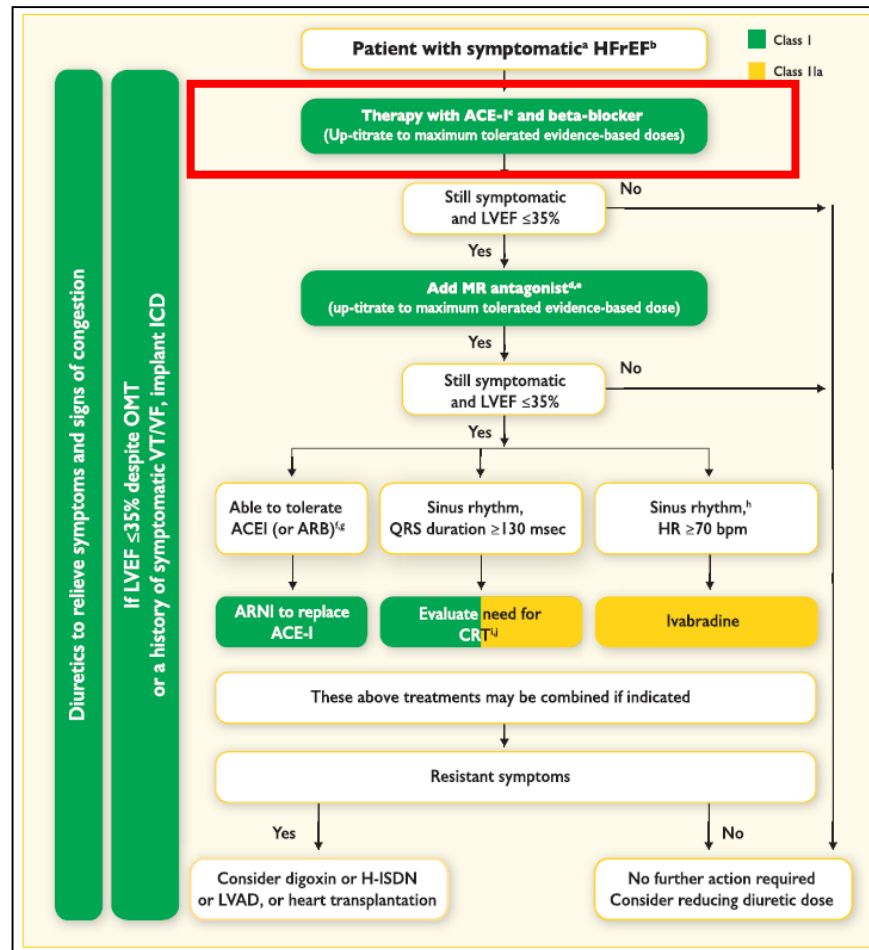 Patient with symptomaticᵃ HFrEFᵇ
Class I
Class IIa
Therapy with ACE-Iᶜ and beta-blocker
(Up-titrate to maximum tolerated evidence-based doses)
Still symptomatic
and LVEF ≤35%
No
Yes
Add MR antagonistᵈ,ᵉ
(up-titrate to maximum tolerated evidence-based dose)
Yes
Still symptomatic
and LVEF ≤35%
No
Yes
Able to tolerate
ACEI (or ARB)ᶠ,ᵍ
Sinus rhythm,
QRS duration ≥130 msec
Sinus rhythm,ʰ
HR ≥70 bpm
ARNI to replace
ACE-I
Evaluate need for
CRTⁱ,ʲ
Ivabradine
These above treatments may be combined if indicated
Resistant symptoms
Yes
No
Consider digoxin or H-ISDN
or LVAD, or heart transplantation
No further action required
Consider reducing diuretic dose
Diuretics to relieve symptoms and signs of congestion
If LVEF ≤35% despite OMT
or a history of symptomatic VT/VF, implant ICD